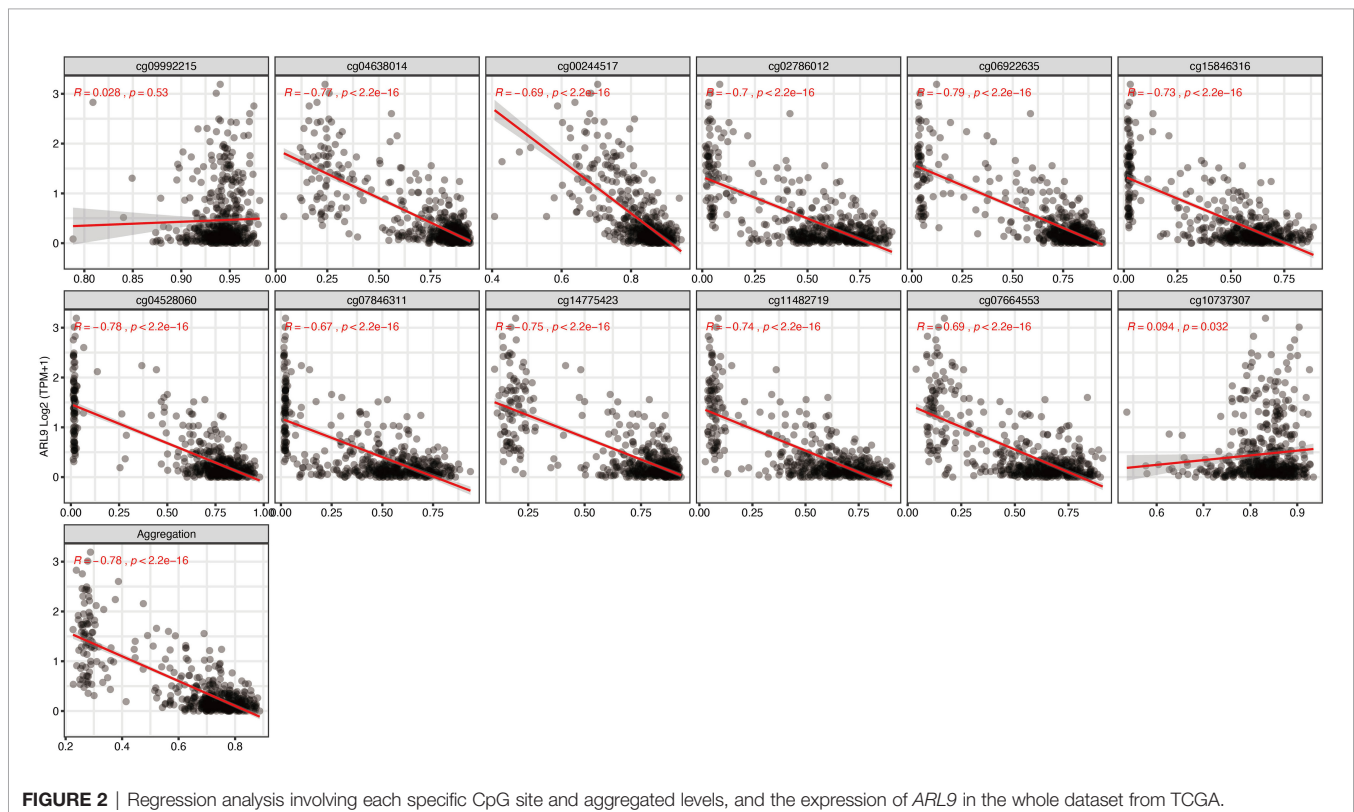 cg09992215 cg04638014 cg00244517 cg02786012 cg06922635 cg15846316
R = 0.028 , p = 0.53 R = −0.77 , p < 2.2e−16 R = −0.69 , p < 2.2e−16 R = −0.7 , p < 2.2e−16 R = −0.79 , p < 2.2e−16 R = −0.73 , p < 2.2e−16
3
2
1
0
0.80 0.85 0.90 0.95 0.00 0.25 0.50 0.75 0.4 0.6 0.8 0.00 0.25 0.50 0.75 0.00 0.25 0.50 0.75 0.00 0.25 0.50 0.75
cg04528060 cg07846311 cg14775423 cg11482719 cg07664553 cg10737307
R = −0.78 , p < 2.2e−16 R = −0.67 , p < 2.2e−16 R = −0.75 , p < 2.2e−16 R = −0.74 , p < 2.2e−16 R = −0.69 , p < 2.2e−16 R = 0.094 , p = 0.032
ARL9 Log2 (TPM+1)
3
2
1
0
0.00 0.25 0.50 0.75 1.00 0.00 0.25 0.50 0.75 0.25 0.50 0.75 0.00 0.25 0.50 0.75 0.00 0.25 0.50 0.75 0.6 0.7 0.8 0.9
Aggregation
R = −0.78 , p < 2.2e−16
3
2
1
0
0.2 0.4 0.6 0.8
FIGURE 2 | Regression analysis involving each specific CpG site and aggregated levels, and the expression of ARL9 in the whole dataset from TCGA.